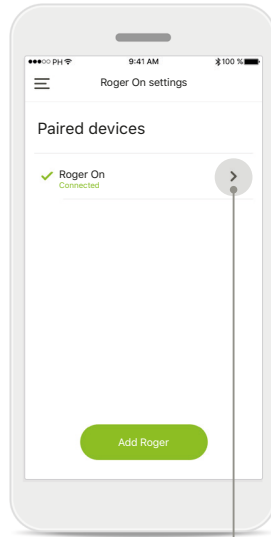 ●●●○○ PH 9:41 AM 100 %
Roger On settings
Paired devices
Roger On
Connected
Add Roger